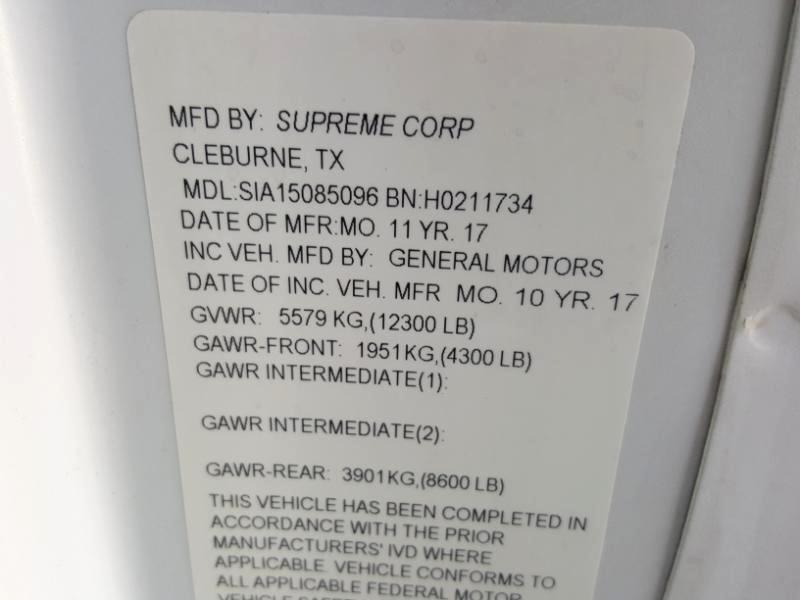 MFD BY: SUPREME CORP
CLEBURNE, TX
MDL:SIA15085096 BN:H0211734
DATE OF MFR:MO. 11 YR. 17
INC VEH. MFD BY: GENERAL MOTORS
DATE OF INC. VEH. MFR MO. 10 YR. 17
GVWR: 5579 KG,(12300 LB)
GAWR-FRONT: 1951KG,(4300 LB)
GAWR INTERMEDIATE(1):
GAWR INTERMEDIATE(2):
GAWR-REAR: 3901KG,(8600 LB)
THIS VEHICLE HAS BEEN COMPLETED IN
ACCORDANCE WITH THE PRIOR
MANUFACTURERS' IVD WHERE
APPLICABLE. VEHICLE CONFORMS TO
ALL APPLICABLE FEDERAL MOTOR